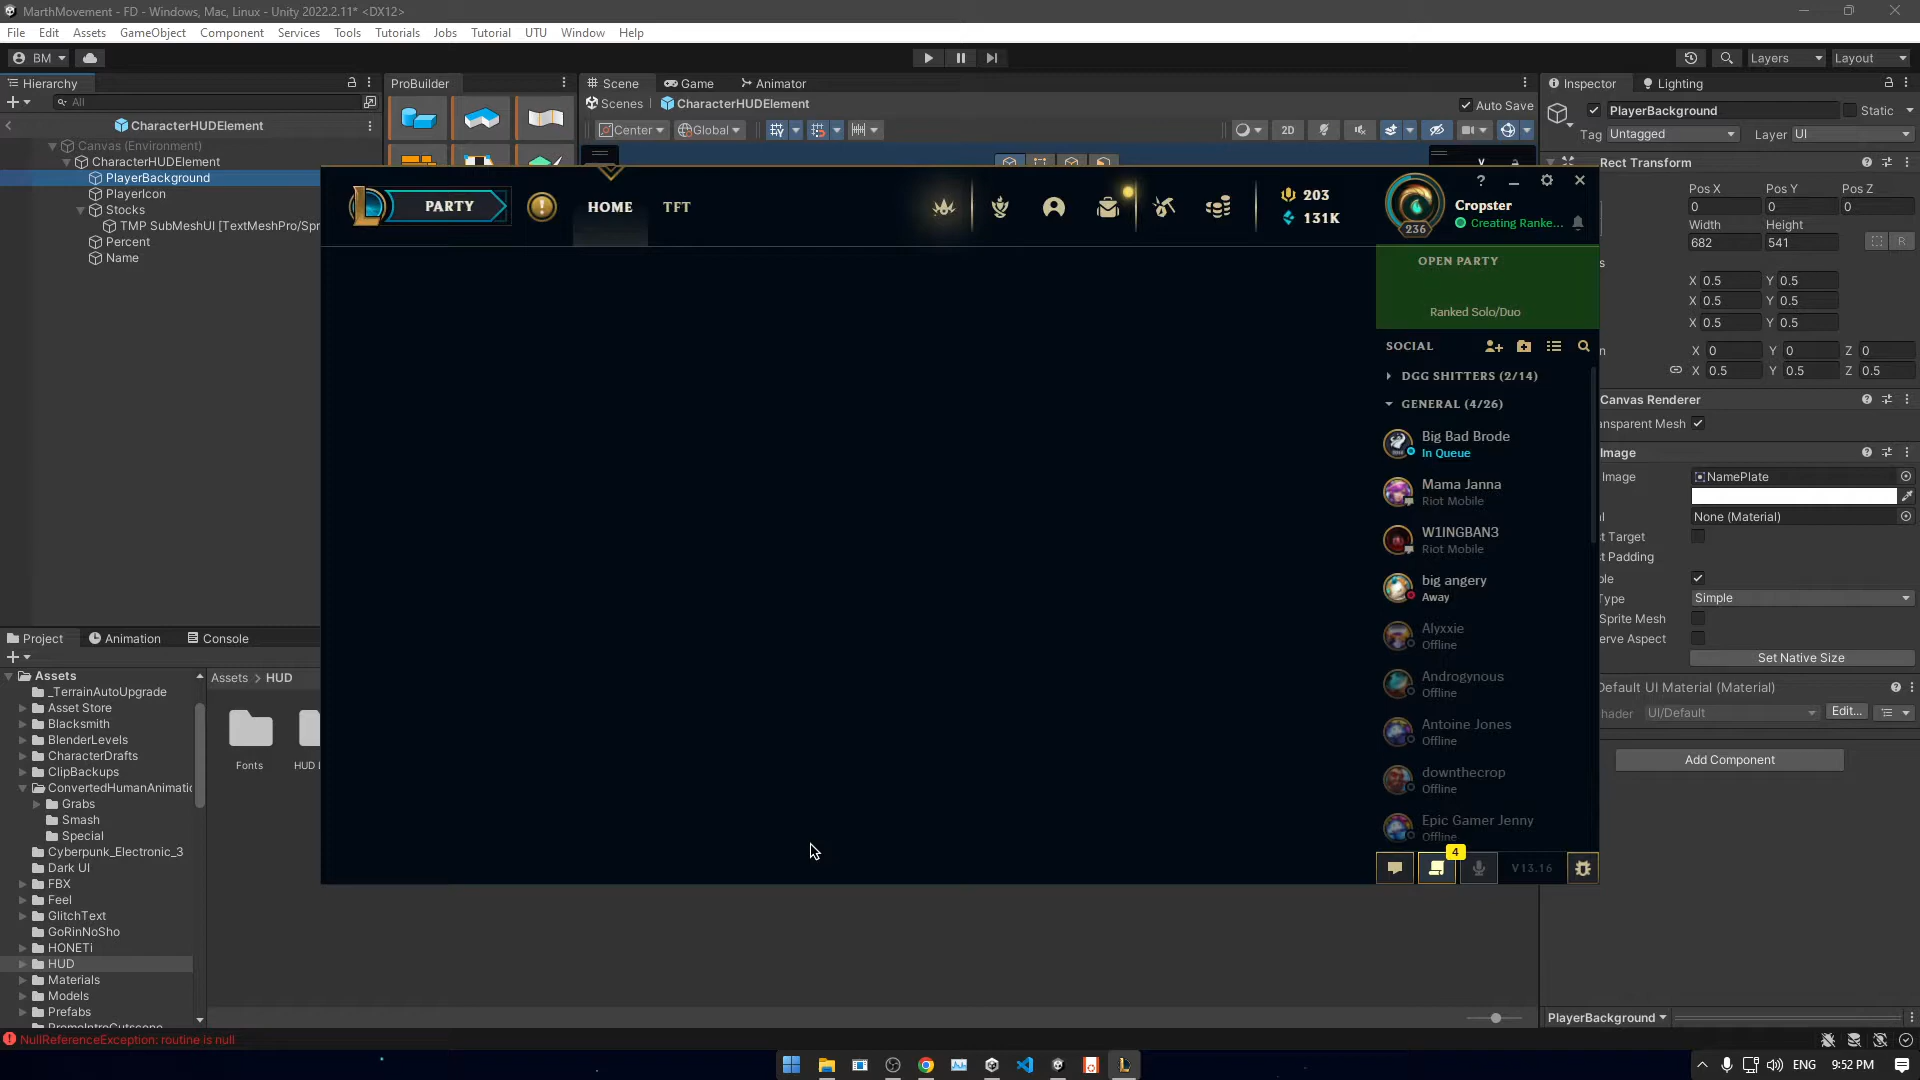 MarthMovement - FD - Windows, Mac, Linux - Unity 2022.2.11* <DX12>
File Edit Assets GameObject Component Services Tools Tutorials Jobs Tutorial UTU Window Help
BM
Layers
Layout
Hierarchy
ProBuilder
Scene
Game
Animator
Inspector
Lighting
All
Scenes
CharacterHUDElement
Auto Save
PlayerBackground
Static
CharacterHUDElement
Center
Global
2D
Tag Untagged
Layer UI
Canvas (Environment)
CharacterHUDElement
PlayerBackground
PlayerIcon
Stocks
TMP SubMeshUI [TextMeshPro/Spr
Percent
Name
Rect Transform
Pos X Pos Y Pos Z
0 0 0
Width Height
682 541
R
X 0.5 Y 0.5
X 0.5 Y 0.5
X 0.5 Y 0.5
X 0 Y 0 Z 0
X 0.5 Y 0.5 Z 0.5
Canvas Renderer
ansparent Mesh
Image
Image NamePlate
None (Material)
t Target
t Padding
ble
Type Simple
Sprite Mesh
erve Aspect
Set Native Size
Default UI Material (Material)
hader UI/Default Edit...
Add Component
PARTY
HOME
TFT
203
131K
236
Cropster
Creating Ranke...
OPEN PARTY
Ranked Solo/Duo
SOCIAL
DGG SHITTERS (2/14)
GENERAL (4/26)
Big Bad Brode
In Queue
Mama Janna
Riot Mobile
W1INGBAN3
Riot Mobile
big angery
Away
Alyxxie
Offline
Androgynous
Offline
Antoine Jones
Offline
downthecrop
Offline
Epic Gamer Jenny
Offline
4
V13.16
Project
Animation
Console
Assets
_TerrainAutoUpgrade
Asset Store
Blacksmith
BlenderLevels
CharacterDrafts
ClipBackups
ConvertedHumanAnimatic
Grabs
Smash
Special
Cyberpunk_Electronic_3
Dark UI
FBX
Feel
GlitchText
GoRinNoSho
HONETi
HUD
Materials
Models
Prefabs
Assets > HUD
Fonts
HUD
PlayerBackground
NullReferenceException: routine is null
ENG
9:52 PM